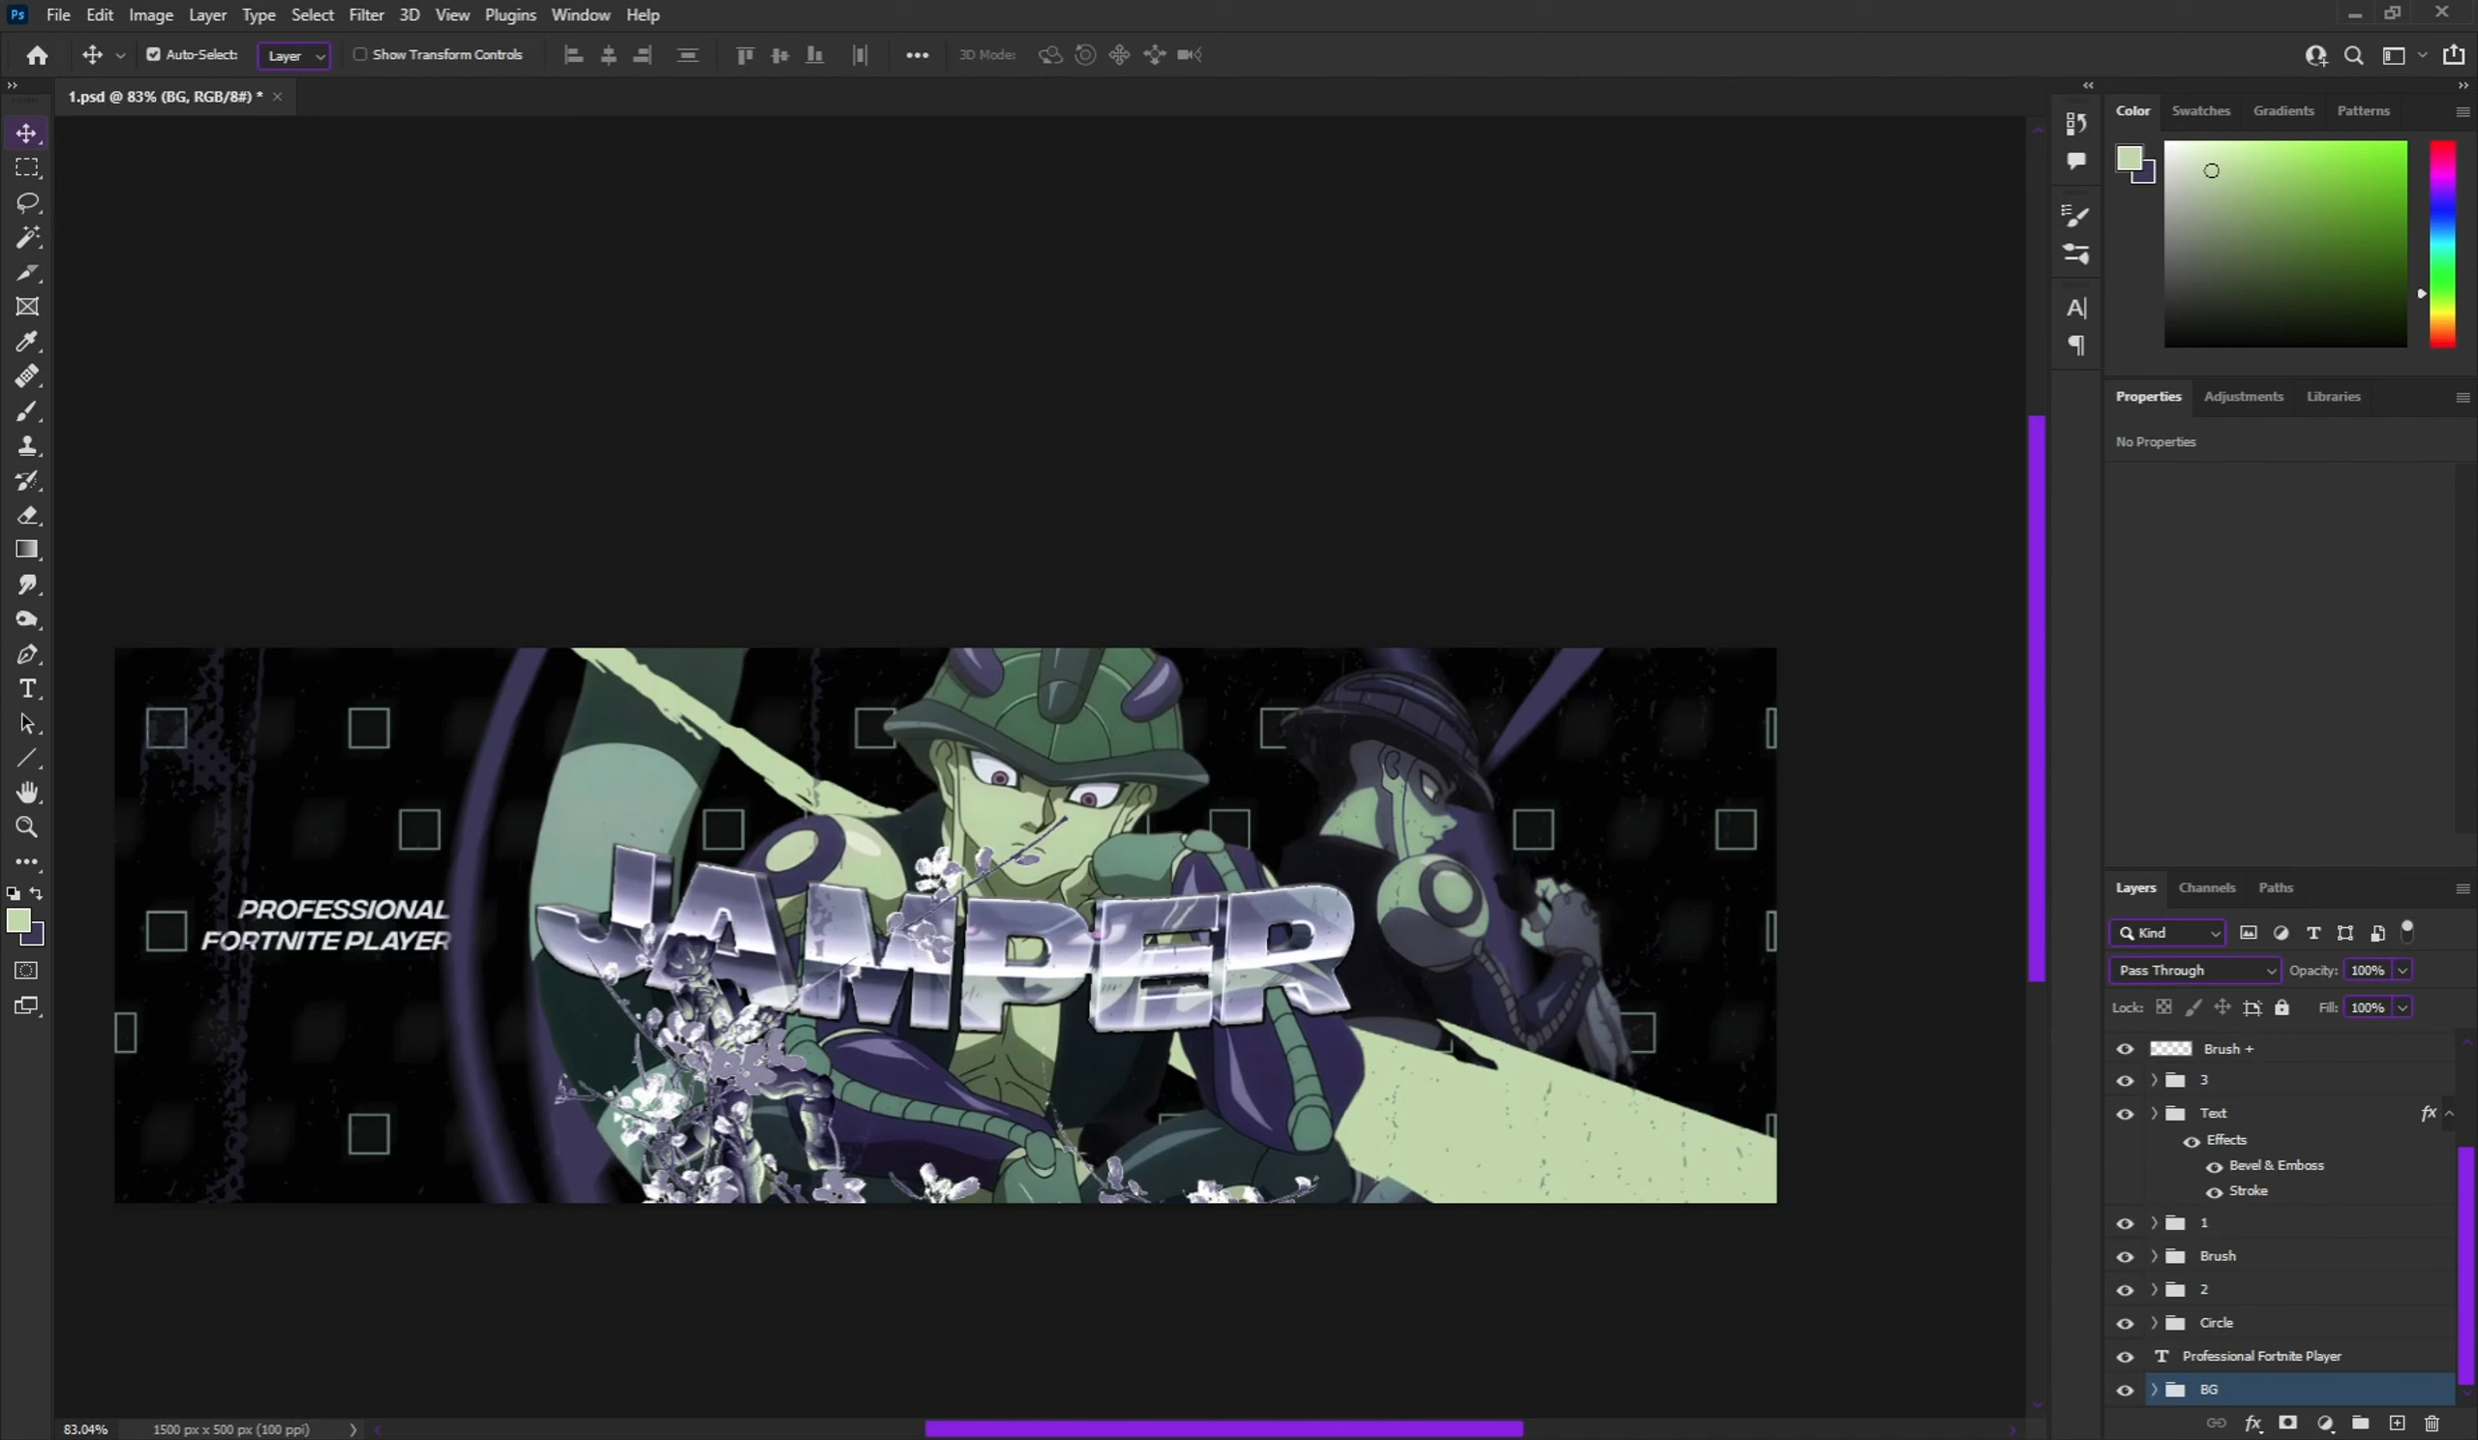 Ps File Edit Image Layer Type Select Filter 3D View Plugins Window Help
Auto-Select: Layer Show Transform Controls 3D Mode:
1.psd @ 83% (BG, RGB/8#) *
Color Swatches Gradients Patterns
Properties Adjustments Libraries
No Properties
PROFESSIONAL
FORTNITE PLAYER
JAMPER
Layers Channels Paths
Kind
Pass Through Opacity: 100%
Lock: Fill: 100%
Brush +
3
Text fx
Effects
Bevel & Emboss
Stroke
1
Brush
2
Circle
T Professional Fortnite Player
BG
83.04% 1500 px x 500 px (100 ppi)
fx